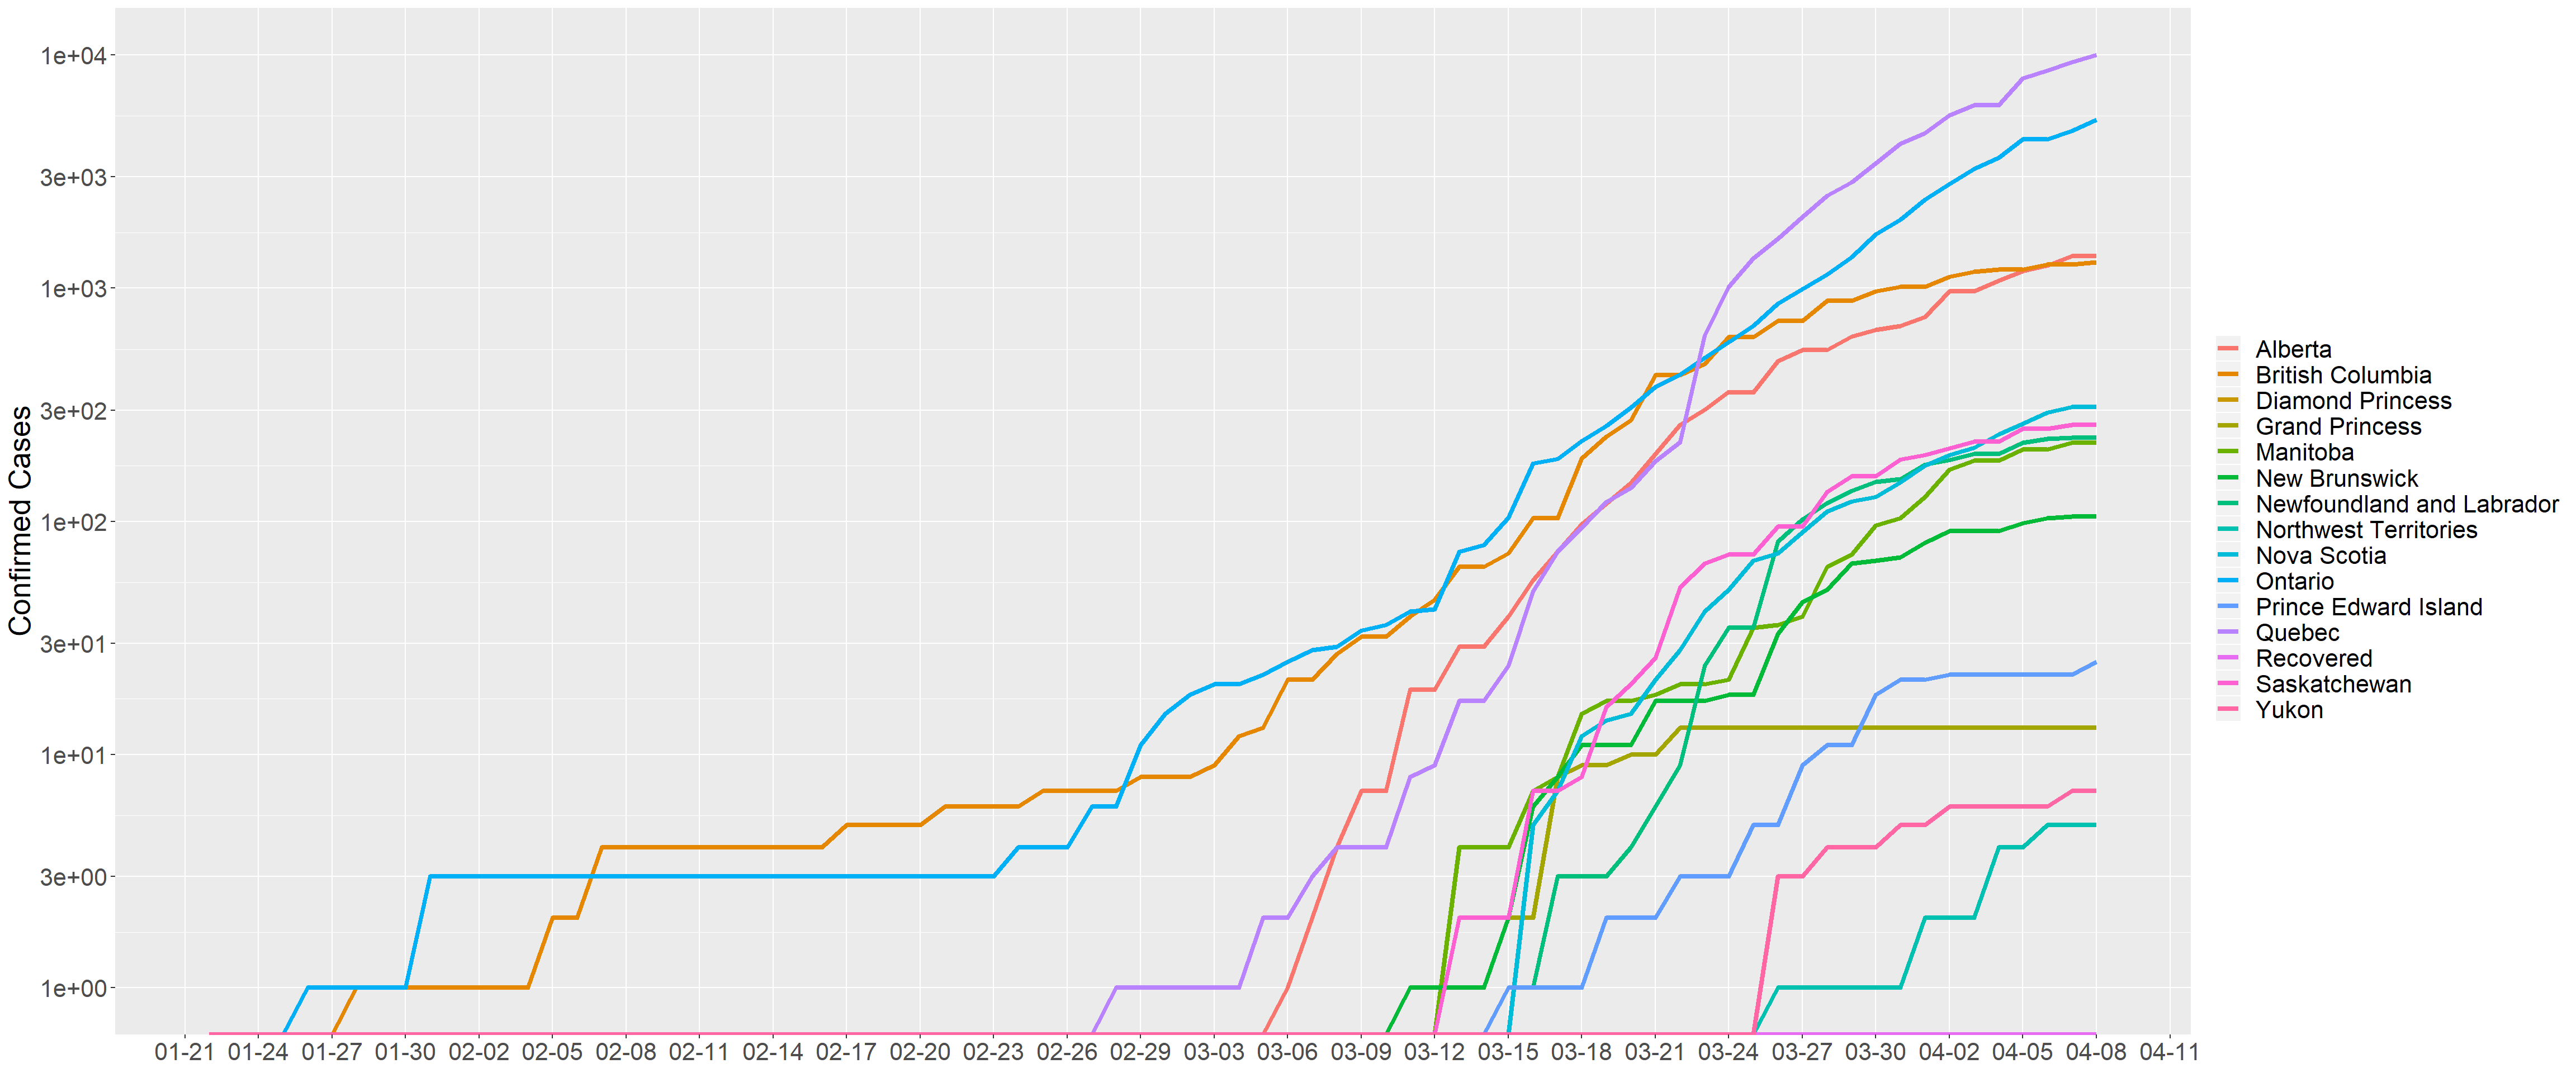 1e+04
3e+03
1e+03
3e+02
1e+02
3e+01
1e+01
3e+00
1e+00
Confirmed Cases
01-21 01-24 01-27 01-30 02-02 02-05 02-08 02-11 02-14 02-17 02-20 02-23 02-26 02-29 03-03 03-06 03-09 03-12 03-15 03-18 03-21 03-24 03-27 03-30 04-02 04-05 04-08 04-11
Alberta
British Columbia
Diamond Princess
Grand Princess
Manitoba
New Brunswick
Newfoundland and Labrador
Northwest Territories
Nova Scotia
Ontario
Prince Edward Island
Quebec
Recovered
Saskatchewan
Yukon